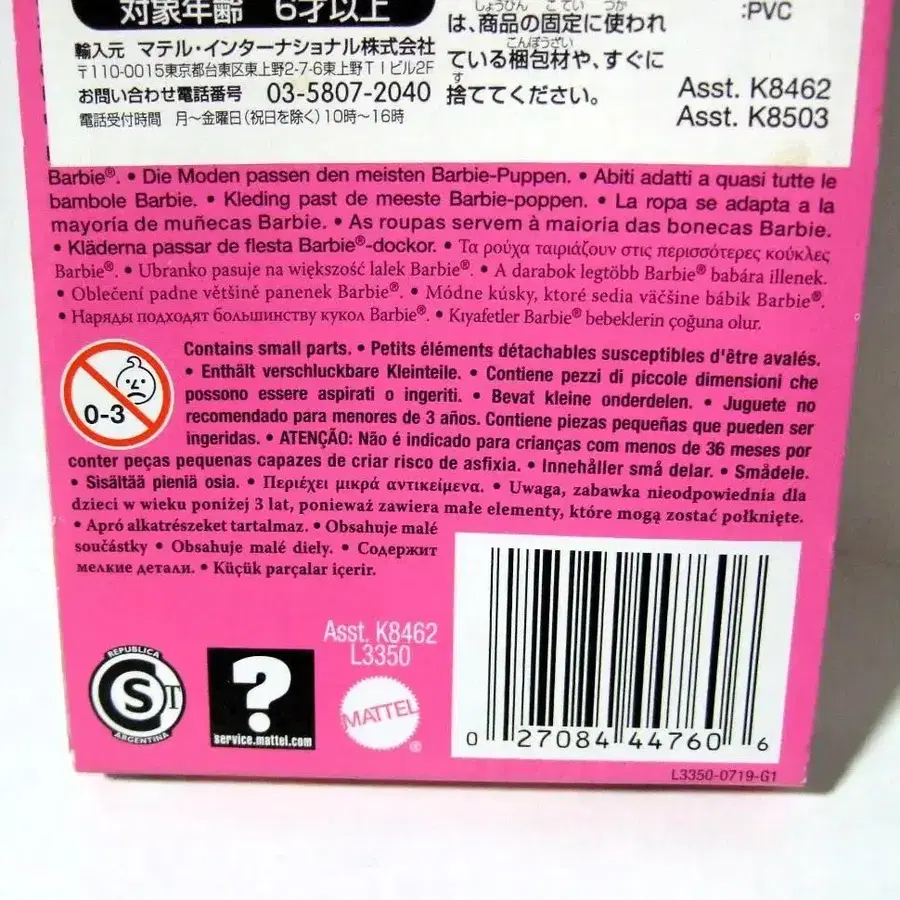 対象年齢 6才以上
輸入元 マテル・インターナショナル株式会社
〒110-0015東京都台東区東上野2-7-6東上野TIビル2F
お問い合わせ電話番号 03-5807-2040
電話受付時間 月~金曜日(祝日を除く)10時~16時
は、商品の固定に使われ
ている梱包材や、すぐに
捨ててください。
:PVC
Asst. K8462
Asst. K8503
Barbie®. • Die Moden passen den meisten Barbie-Puppen. • Abiti adatti a quasi tutte le
bambole Barbie. • Kleding past de meeste Barbie-poppen. • La ropa se adapta a la
mayoría de muñecas Barbie. • As roupas servem à maioria das bonecas Barbie.
• Kläderna passar de flesta Barbie®-dockor. • Τα ρούχα ταιριάζουν στις περισσότερες κούκλες
Barbie®. • Ubranko pasuje na większość lalek Barbie®. • A darabok legtöbb Barbie® babára illenek.
• Oblečení padne většině panenek Barbie®. • Módne kúsky, ktoré sedia väčšine bábik Barbie®.
• Наряды подходят большинству кукол Barbie®. • Kıyafetler Barbie® bebeklerin çoğuna olur.
0-3
Contains small parts. • Petits éléments détachables susceptibles d'être avalés.
• Enthält verschluckbare Kleinteile. • Contiene pezzi di piccole dimensioni che
possono essere aspirati o ingeriti. • Bevat kleine onderdelen. • Juguete no
recomendado para menores de 3 años. Contiene piezas pequeñas que pueden ser
ingeridas. • ATENÇÃO: Não é indicado para crianças com menos de 36 meses por
conter peças pequenas capazes de criar risco de asfixia. • Innehåller små delar. • Smådele.
• Sisältää pieniä osia. • Περιέχει μικρά αντικείμενα. • Uwaga, zabawka nieodpowiednia dla
dzieci w wieku poniżej 3 lat, ponieważ zawiera małe elementy, które mogą zostać połknięte.
• Apró alkatrészeket tartalmaz. • Obsahuje malé
součástky • Obsahuje malé diely. • Содержит
мелкие детали. • Küçük parçalar içerir.
Asst. K8462
L3350
REPUBLICA
S T
ARGENTINA
?
service.mattel.com
MATTEL®
0 27084 44760 6
L3350-0719-G1